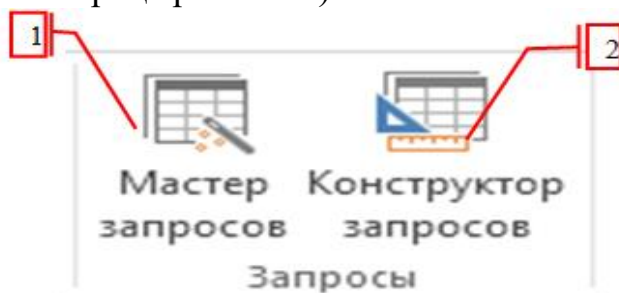 1
2
Мастер запросов
Конструктор запросов
Запросы